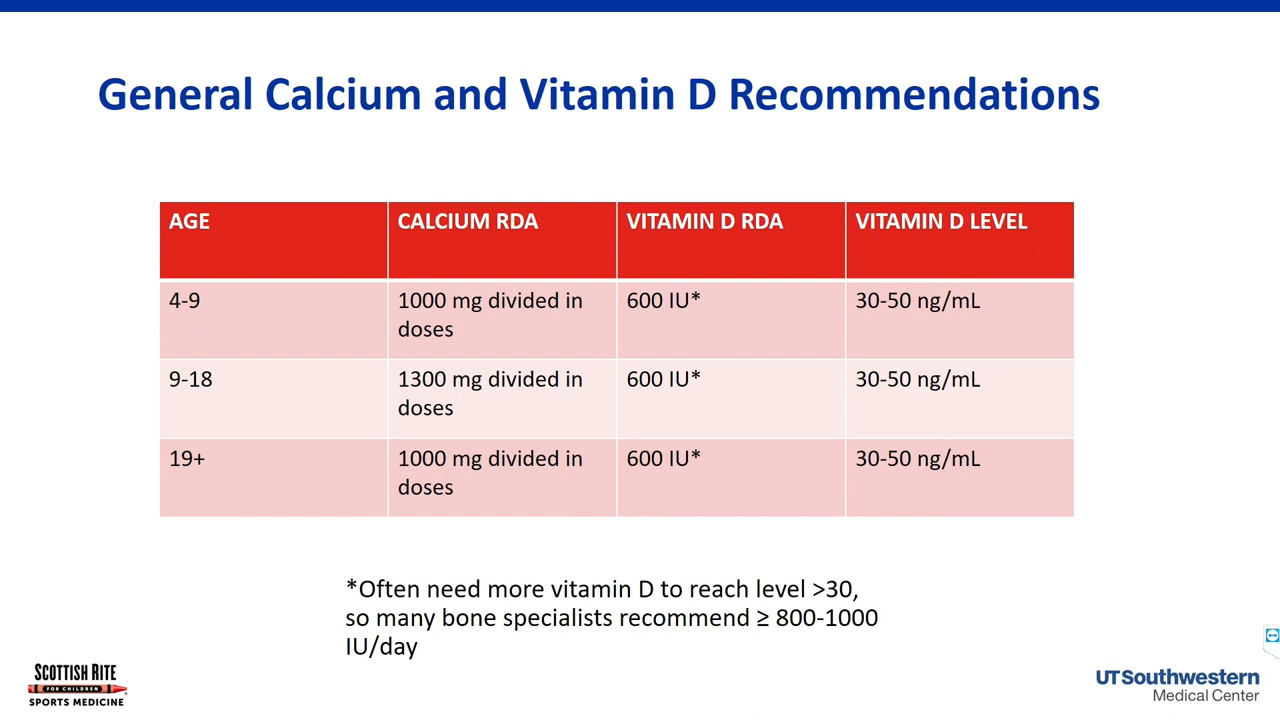 General Calcium and Vitamin D Recommendations
AGE
CALCIUM RDA
VITAMIN D RDA
VITAMIN D LEVEL
4-9
1000 mg divided in
doses
600 IU*
30-50 ng/mL
9-18
1300 mg divided in
doses
600 IU*
30-50 ng/mL
19+
1000 mg divided in
doses
600 IU*
30-50 ng/mL
*Often need more vitamin D to reach level >30,
so many bone specialists recommend ≥ 800-1000
IU/day
SCOTTISH RITE
FOR CHILDREN
SPORTS MEDICINE
UT Southwestern
Medical Center